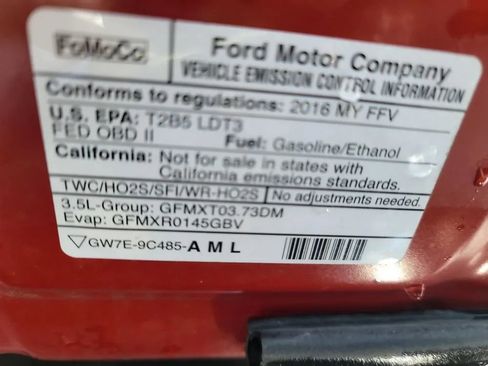 FoMoCo
Ford Motor Company
VEHICLE EMISSION CONTROL INFORMATION
Conforms to regulations: 2016 MY FFV
U.S. EPA: T2B5 LDT3
FED OBD II Fuel: Gasoline/Ethanol
California: Not for sale in states with
California emissions standards.
TWC/HO2S/SFI/WR-HO2S No adjustments needed.
3.5L-Group: GFMXT03.73DM
Evap: GFMXR0145GBV
GW7E-9C485-A M L